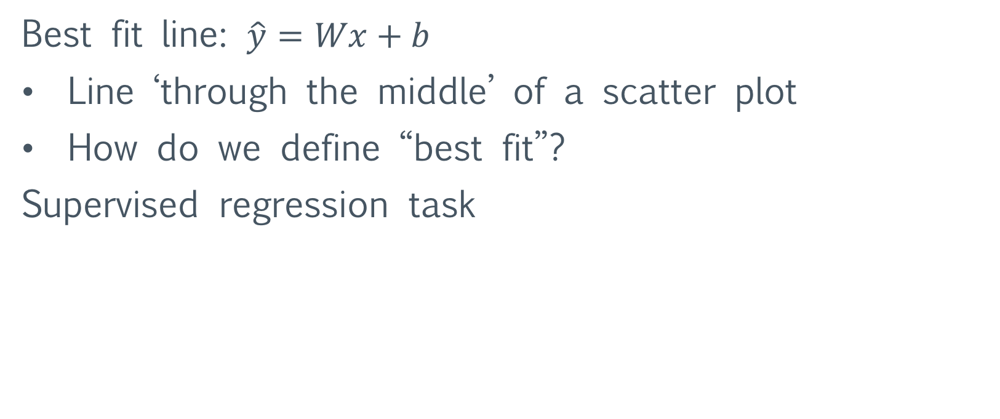 Best fit line: ŷ = Wx + b
• Line ‘through the middle’ of a scatter plot
• How do we define “best fit”?
Supervised regression task